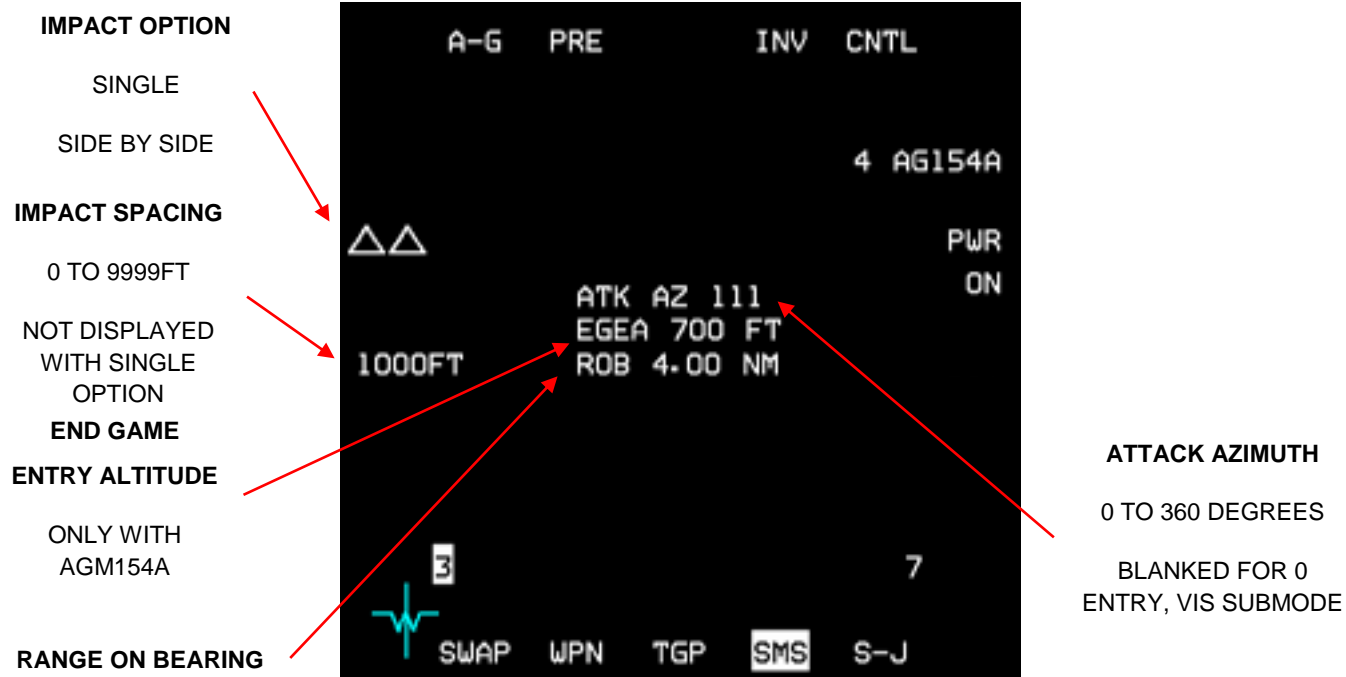 IMPACT OPTION
SINGLE
SIDE BY SIDE
IMPACT SPACING
0 TO 9999FT
NOT DISPLAYED
WITH SINGLE
OPTION
END GAME
ENTRY ALTITUDE
ONLY WITH
AGM154A
RANGE ON BEARING
A-G PRE INV CNTL
4 AG154A
PWR
ON
ATK AZ 111
EGEA 700 FT
1000FT ROB 4.00 NM
3 7
SWAP WPN TGP SMS S-J
ATTACK AZIMUTH
0 TO 360 DEGREES
BLANKED FOR 0
ENTRY, VIS SUBMODE